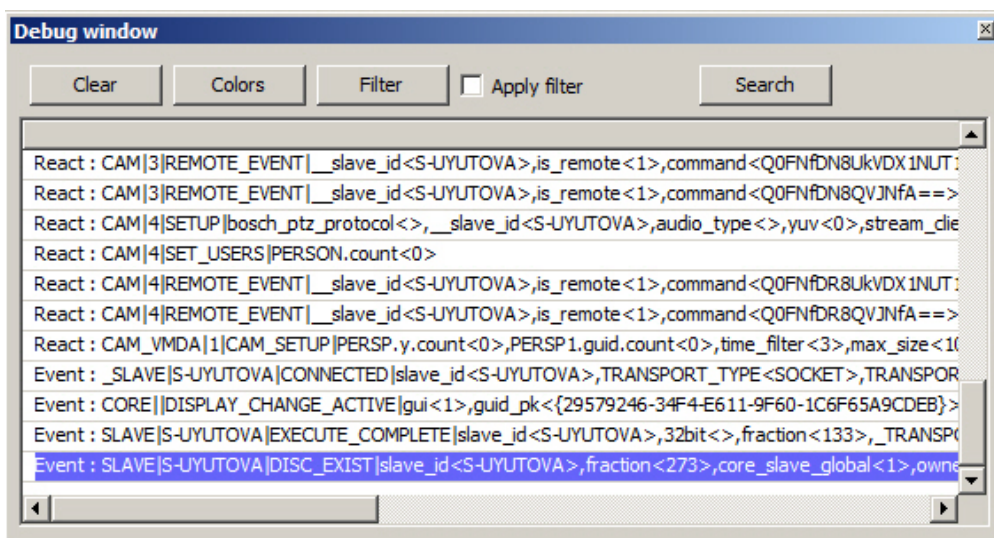 Debug window
Clear Colors Filter Apply filter Search
React : CAM|3|REMOTE_EVENT|__slave_id<S-UYUTOVA>,is_remote<1>,command<Q0FNfDN8UkVDX1NUT1
React : CAM|3|REMOTE_EVENT|__slave_id<S-UYUTOVA>,is_remote<1>,command<Q0FNfDN8QVJNfA==>
React : CAM|4|SETUP|bosch_ptz_protocol<>,__slave_id<S-UYUTOVA>,audio_type<>,yuv<0>,stream_clie
React : CAM|4|SET_USERS|PERSON.count<0>
React : CAM|4|REMOTE_EVENT|__slave_id<S-UYUTOVA>,is_remote<1>,command<Q0FNfDR8UkVDX1NUT1
React : CAM|4|REMOTE_EVENT|__slave_id<S-UYUTOVA>,is_remote<1>,command<Q0FNfDR8QVJNfA==>
React : CAM_VMDA|1|CAM_SETUP|PERSP.y.count<0>,PERSP1.guid.count<0>,time_filter<3>,max_size<10
Event : _SLAVE|S-UYUTOVA|CONNECTED|slave_id<S-UYUTOVA>,TRANSPORT_TYPE<SOCKET>,TRANSPOR
Event : CORE||DISPLAY_CHANGE_ACTIVE|gui<1>,guid_pk<{29579246-34F4-E611-9F60-1C6F65A9CDEB}>
Event : SLAVE|S-UYUTOVA|EXECUTE_COMPLETE|slave_id<S-UYUTOVA>,32bit<>,fraction<133>,_TRANSP
Event : SLAVE|S-UYUTOVA|DISC_EXIST|slave_id<S-UYUTOVA>,fraction<273>,core_slave_global<1>,owne